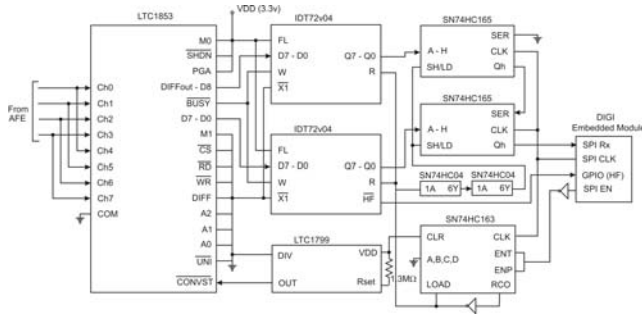 LTC1853
VDD (3.3v)
IDT72v04
SN74HC165
M0
SHDN
PGA
DIFFout - D8
BUSY
D7 - D0
M1
CS
RD
WR
DIFF
A2
A1
A0
UNI
CONVST
From
AFE
Ch0
Ch1
Ch2
Ch3
Ch4
Ch5
Ch6
Ch7
COM
FL
D7 - D0
W
X1
Q7 - Q0
R
IDT72v04
FL
D7 - D0
W
X1
Q7 - Q0
R
HF
A - H
SH/LD
SER
CLK
Qh
SN74HC165
A - H
SH/LD
SER
CLK
Qh
SN74HC04
SN74HC04
1A 6Y
1A 6Y
DIGI
Embedded Module
SPI Rx
SPI CLK
GPIO (HF)
SPI EN
LTC1799
DIV
OUT
VDD
Rset
1.3MΩ
SN74HC163
CLR
A,B,C,D
LOAD
CLK
ENT
ENP
RCO